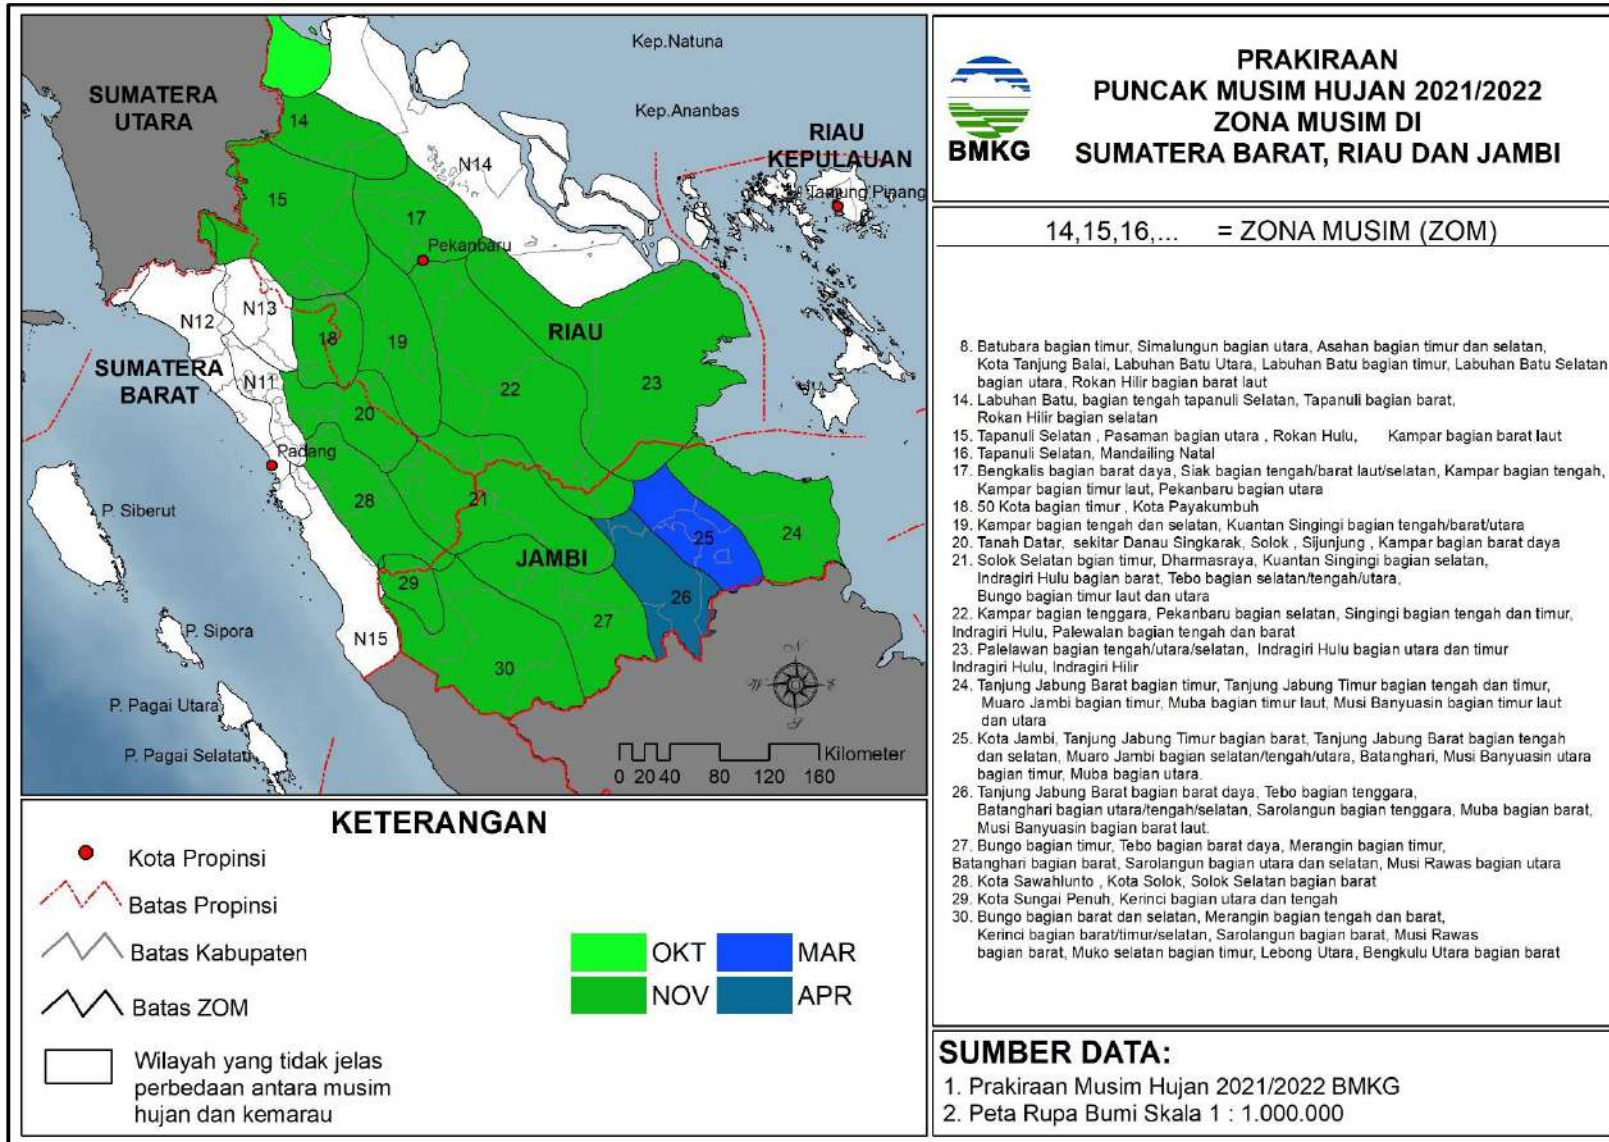 SUMATERA
UTARA
Kep.Natuna
Kep.Ananbas
RIAU
KEPULAUAN
Tanjung Pinang
14
N14
15
17
Pekanbaru
N13
N12
18
19
RIAU
SUMATERA
BARAT
N11
22
23
20
Padang
28
21
P. Siberut
25
24
JAMBI
29
26
27
P. Sipora
N15
30
P. Pagai Utara
P. Pagai Selatatt
Kilometer
0 20 40 80 120 160
PRAKIRAAN
PUNCAK MUSIM HUJAN 2021/2022
ZONA MUSIM DI
SUMATERA BARAT, RIAU DAN JAMBI
BMKG
14,15,16,... = ZONA MUSIM (ZOM)
8. Batubara bagian timur, Simalungun bagian utara, Asahan bagian timur dan selatan,
Kota Tanjung Balai, Labuhan Batu Utara, Labuhan Batu bagian timur, Labuhan Batu Selatan
bagian utara, Rokan Hilir bagian barat laut
14. Labuhan Batu, bagian tengah tapanuli Selatan, Tapanuli bagian barat,
Rokan Hilir bagian selatan
15. Tapanuli Selatan , Pasaman bagian utara , Rokan Hulu, Kampar bagian barat laut
16. Tapanuli Selatan, Mandailing Natal
17. Bengkalis bagian barat daya, Siak bagian tengah/barat laut/selatan, Kampar bagian tengah,
Kampar bagian timur laut, Pekanbaru bagian utara
18. 50 Kota bagian timur , Kota Payakumbuh
19. Kampar bagian tengah dan selatan, Kuantan Singingi bagian tengah/barat/utara
20. Tanah Datar, sekitar Danau Singkarak, Solok , Sijunjung , Kampar bagian barat daya
21. Solok Selatan bgian timur, Dharmasraya, Kuantan Singingi bagian selatan,
Indragiri Hulu bagian barat, Tebo bagian selatan/tengah/utara,
Bungo bagian timur laut dan utara
22. Kampar bagian tenggara, Pekanbaru bagian selatan, Singingi bagian tengah dan timur,
Indragiri Hulu, Palewalan bagian tengah dan barat
23. Palelawan bagian tengah/utara/selatan, Indragiri Hulu bagian utara dan timur
Indragiri Hulu, Indragiri Hilir
24. Tanjung Jabung Barat bagian timur, Tanjung Jabung Timur bagian tengah dan timur,
Muaro Jambi bagian timur, Muba bagian timur laut, Musi Banyuasin bagian timur laut
dan utara
25. Kota Jambi, Tanjung Jabung Timur bagian barat, Tanjung Jabung Barat bagian tengah
dan selatan, Muaro Jambi bagian selatan/tengah/utara, Batanghari, Musi Banyuasin utara
bagian timur, Muba bagian utara.
26. Tanjung Jabung Barat bagian barat daya, Tebo bagian tenggara,
Batanghari bagian utara/tengah/selatan, Sarolangun bagian tenggara, Muba bagian barat,
Musi Banyuasin bagian barat laut.
27. Bungo bagian timur, Tebo bagian barat daya, Merangin bagian timur,
Batanghari bagian barat, Sarolangun bagian utara dan selatan, Musi Rawas bagian utara
28. Kota Sawahlunto , Kota Solok, Solok Selatan bagian barat
29. Kota Sungai Penuh, Kerinci bagian utara dan tengah
30. Bungo bagian barat dan selatan, Merangin bagian tengah dan barat,
Kerinci bagian barat/timur/selatan, Sarolangun bagian barat, Musi Rawas
bagian barat, Muko selatan bagian timur, Lebong Utara, Bengkulu Utara bagian barat
KETERANGAN
Kota Propinsi
Batas Propinsi
Batas Kabupaten
Batas ZOM
Wilayah yang tidak jelas
perbedaan antara musim
hujan dan kemarau
OKT
MAR
NOV
APR
SUMBER DATA:
1. Prakiraan Musim Hujan 2021/2022 BMKG
2. Peta Rupa Bumi Skala 1 : 1.000.000